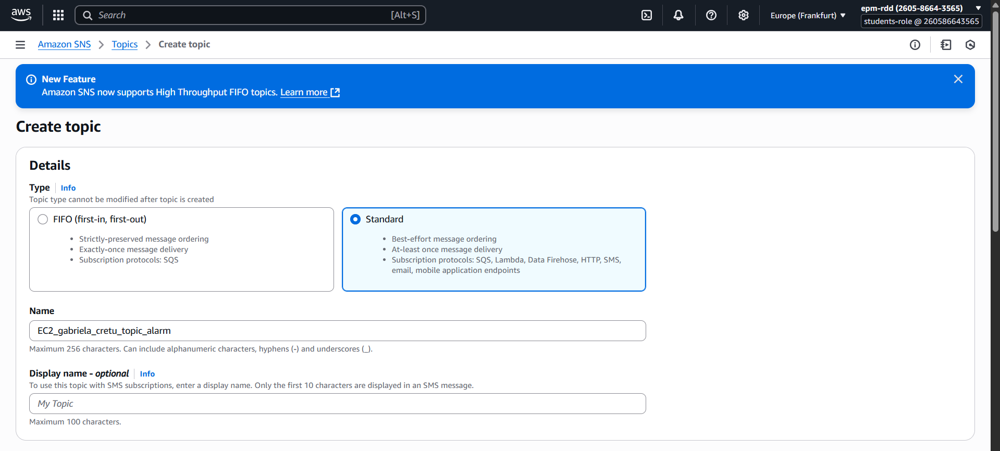 aws
Search
[Alt+S]
Europe (Frankfurt)
epm-rdd (2605-8664-3565)
students-role @ 260586643565
Amazon SNS
Topics
Create topic
New Feature
Amazon SNS now supports High Throughput FIFO topics. Learn more
Create topic
Details
Type
Info
Topic type cannot be modified after topic is created
FIFO (first-in, first-out)
• Strictly-preserved message ordering
• Exactly-once message delivery
• Subscription protocols: SQS
Standard
• Best-effort message ordering
• At-least once message delivery
• Subscription protocols: SQS, Lambda, Data Firehose, HTTP, SMS,
email, mobile application endpoints
Name
EC2_gabriela_cretu_topic_alarm
Maximum 256 characters. Can include alphanumeric characters, hyphens (-) and underscores (_).
Display name - optional
Info
To use this topic with SMS subscriptions, enter a display name. Only the first 10 characters are displayed in an SMS message.
My Topic
Maximum 100 characters.